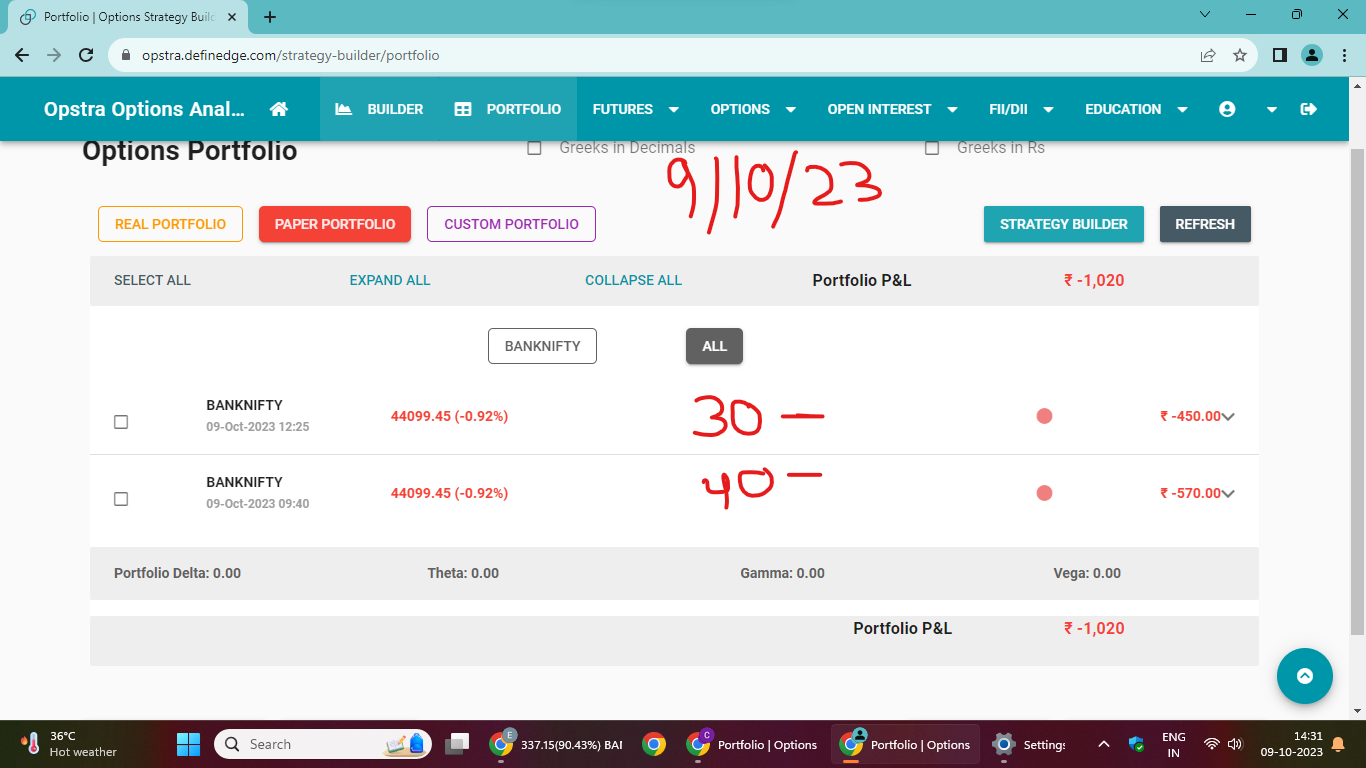 Portfolio | Options Strategy Buil
opstra.definedge.com/strategy-builder/portfolio
Opstra Options Anal... BUILDER PORTFOLIO FUTURES OPTIONS OPEN INTEREST FII/DII EDUCATION
Options Portfolio Greeks in Decimals Greeks in Rs
9/10/23
REAL PORTFOLIO PAPER PORTFOLIO CUSTOM PORTFOLIO STRATEGY BUILDER REFRESH
SELECT ALL EXPAND ALL COLLAPSE ALL Portfolio P&L ₹ -1,020
BANKNIFTY ALL
BANKNIFTY
09-Oct-2023 12:25 44099.45 (-0.92%) 30 — ₹ -450.00
BANKNIFTY
09-Oct-2023 09:40 44099.45 (-0.92%) 40 — ₹ -570.00
Portfolio Delta: 0.00 Theta: 0.00 Gamma: 0.00 Vega: 0.00
Portfolio P&L ₹ -1,020
36°C
Hot weather
Search
E
337.15(90.43%) BAI
C
Portfolio | Options
Portfolio | Options
Settings
ENG
IN
14:31
09-10-2023